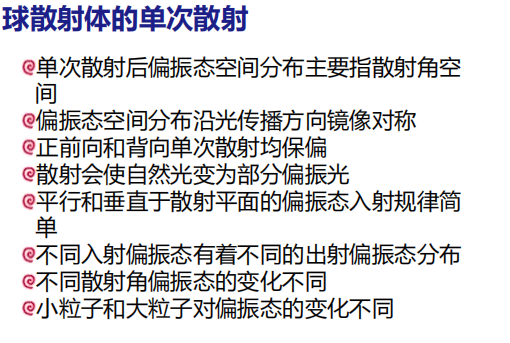 球散射体的单次散射
单次散射后偏振态空间分布主要指散射角空
间
偏振态空间分布沿光传播方向镜像对称
正前向和背向单次散射均保偏
散射会使自然光变为部分偏振光
平行和垂直于散射平面的偏振态入射规律简
单
不同入射偏振态有着不同的出射偏振态分布
不同散射角偏振态的变化不同
小粒子和大粒子对偏振态的变化不同